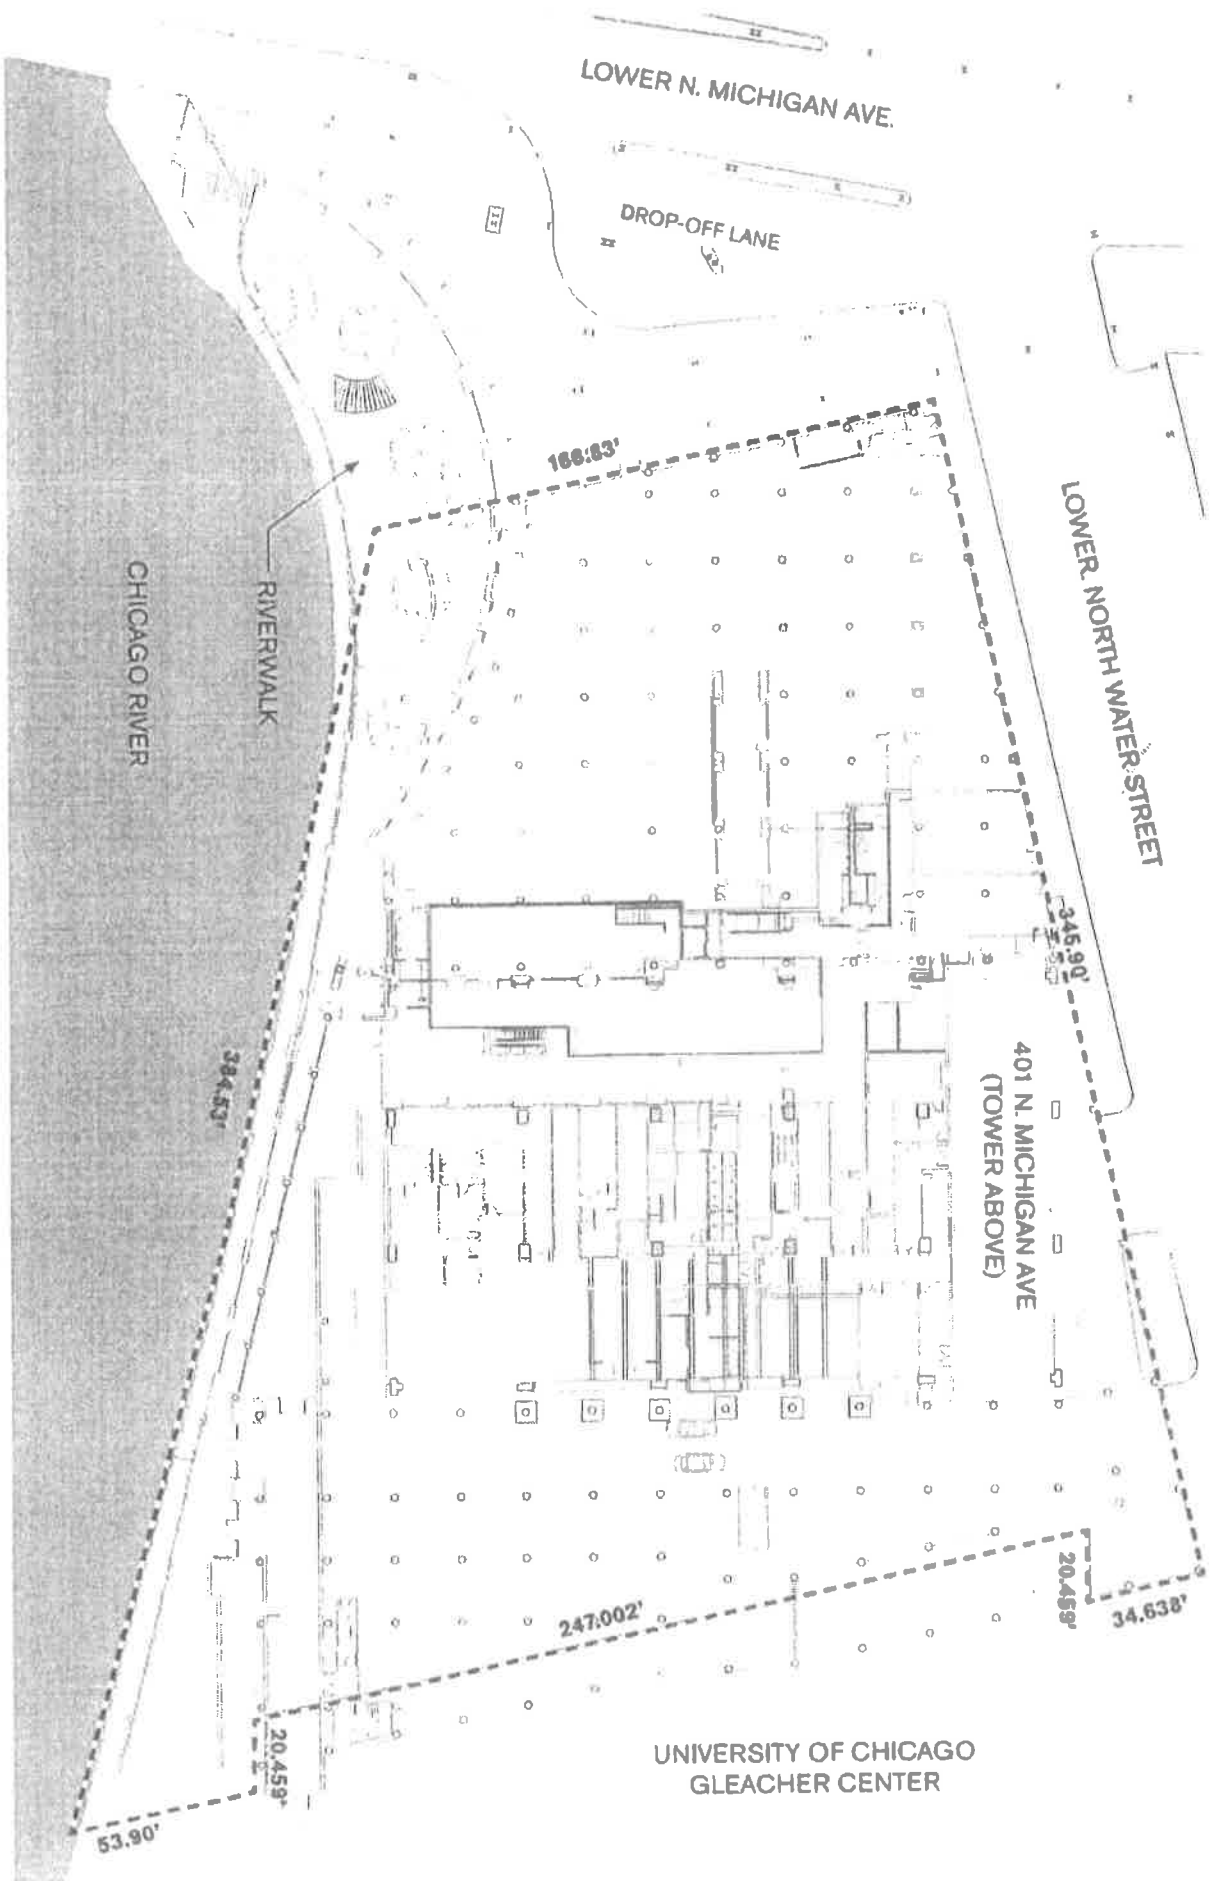 LOWER N. MICHIGAN AVE.
DROP-OFF LANE
166.63'
LOWER NORTH WATER STREET
RIVERWALK
CHICAGO RIVER
345.90'
401 N. MICHIGAN AVE
(TOWER ABOVE)
384.53'
20.459'
34.638'
247.002'
20.459'
53.90'
UNIVERSITY OF CHICAGO
GLEACHER CENTER